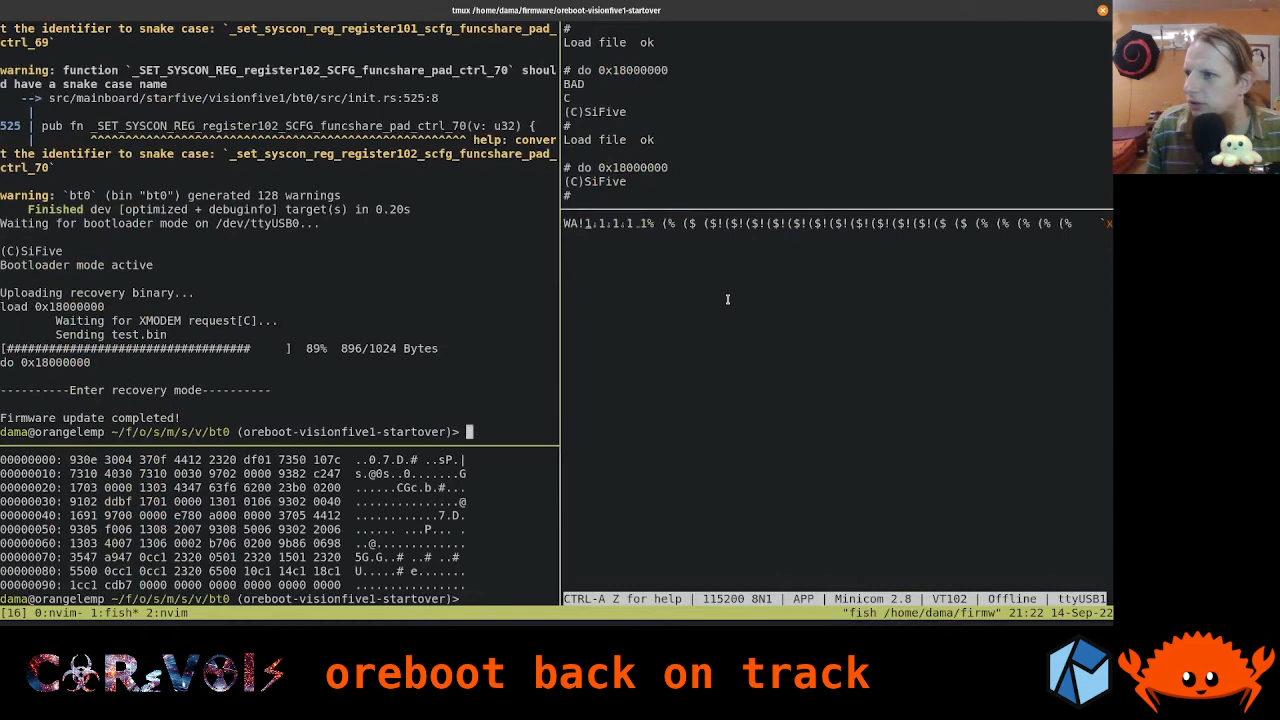 tmux /home/dama/firmware/oreboot-visionfive1-startover
t the identifier to snake case: `_set_syscon_reg_register101_scfg_funcshare_pad_
ctrl_69`
warning: function `_SET_SYSCON_REG_register102_SCFG_funcshare_pad_ctrl_70` shoul
d have a snake case name
--> src/mainboard/starfive/visionfive1/bt0/src/init.rs:525:8
|
525 | pub fn _SET_SYSCON_REG_register102_SCFG_funcshare_pad_ctrl_70(v: u32) {
| ^^^^^^^^^^^^^^^^^^^^^^^^^^^^^^^^^^^^^^^^^^^^^^^^^^^^^ help: conver
t the identifier to snake case: `_set_syscon_reg_register102_scfg_funcshare_pad_
ctrl_70`
warning: `bt0` (bin "bt0") generated 128 warnings
Finished dev [optimized + debuginfo] target(s) in 0.20s
Waiting for bootloader mode on /dev/ttyUSB0...
(C)SiFive
Bootloader mode active
Uploading recovery binary...
load 0x18000000
Waiting for XMODEM request[C]...
Sending test.bin
[################################### ] 89% 896/1024 Bytes
do 0x18000000
----------Enter recovery mode----------
Firmware update completed!
dama@orangelemp ~/f/o/s/m/s/v/bt0 (oreboot-visionfive1-startover)>
00000000: 930e 3004 370f 4412 2320 df01 7350 107c ..0.7.D.# ..sP.|
00000010: 7310 4030 7310 0030 9702 0000 9382 c247 s.@0s..0.......G
00000020: 1703 0000 1303 4347 63f6 6200 23b0 0200 ......CGc.b.#...
00000030: 9102 ddbf 1701 0000 1301 0106 9302 0040 ...............@
00000040: 1691 9700 0000 e780 a000 0000 3705 4412 ............7.D.
00000050: 9305 f006 1308 2007 9308 5006 9302 2006 ...... ...P... .
00000060: 1303 4007 1306 0002 b706 0200 9b86 0698 ..@.............
00000070: 3547 a947 0cc1 2320 0501 2320 1501 2320 5G.G..# ..# ..# 
00000080: 5500 0cc1 0cc1 2320 6500 10c1 14c1 18c1 U.....# e.......
00000090: 1cc1 cdb7 0000 0000 0000 0000 0000 0000 ................
dama@orangelemp ~/f/o/s/m/s/v/bt0 (oreboot-visionfive1-startover)>
#
Load file ok
# do 0x18000000
BAD
C
(C)SiFive
#
Load file ok
# do 0x18000000
(C)SiFive
#
CTRL-A Z for help | 115200 8N1 | APP | Minicom 2.8 | VT102 | Offline | ttyUSB1
[16] 0:nvim- 1:fish* 2:nvim "fish /home/dama/firmw" 21:22 14-Sep-22
oreboot back on track